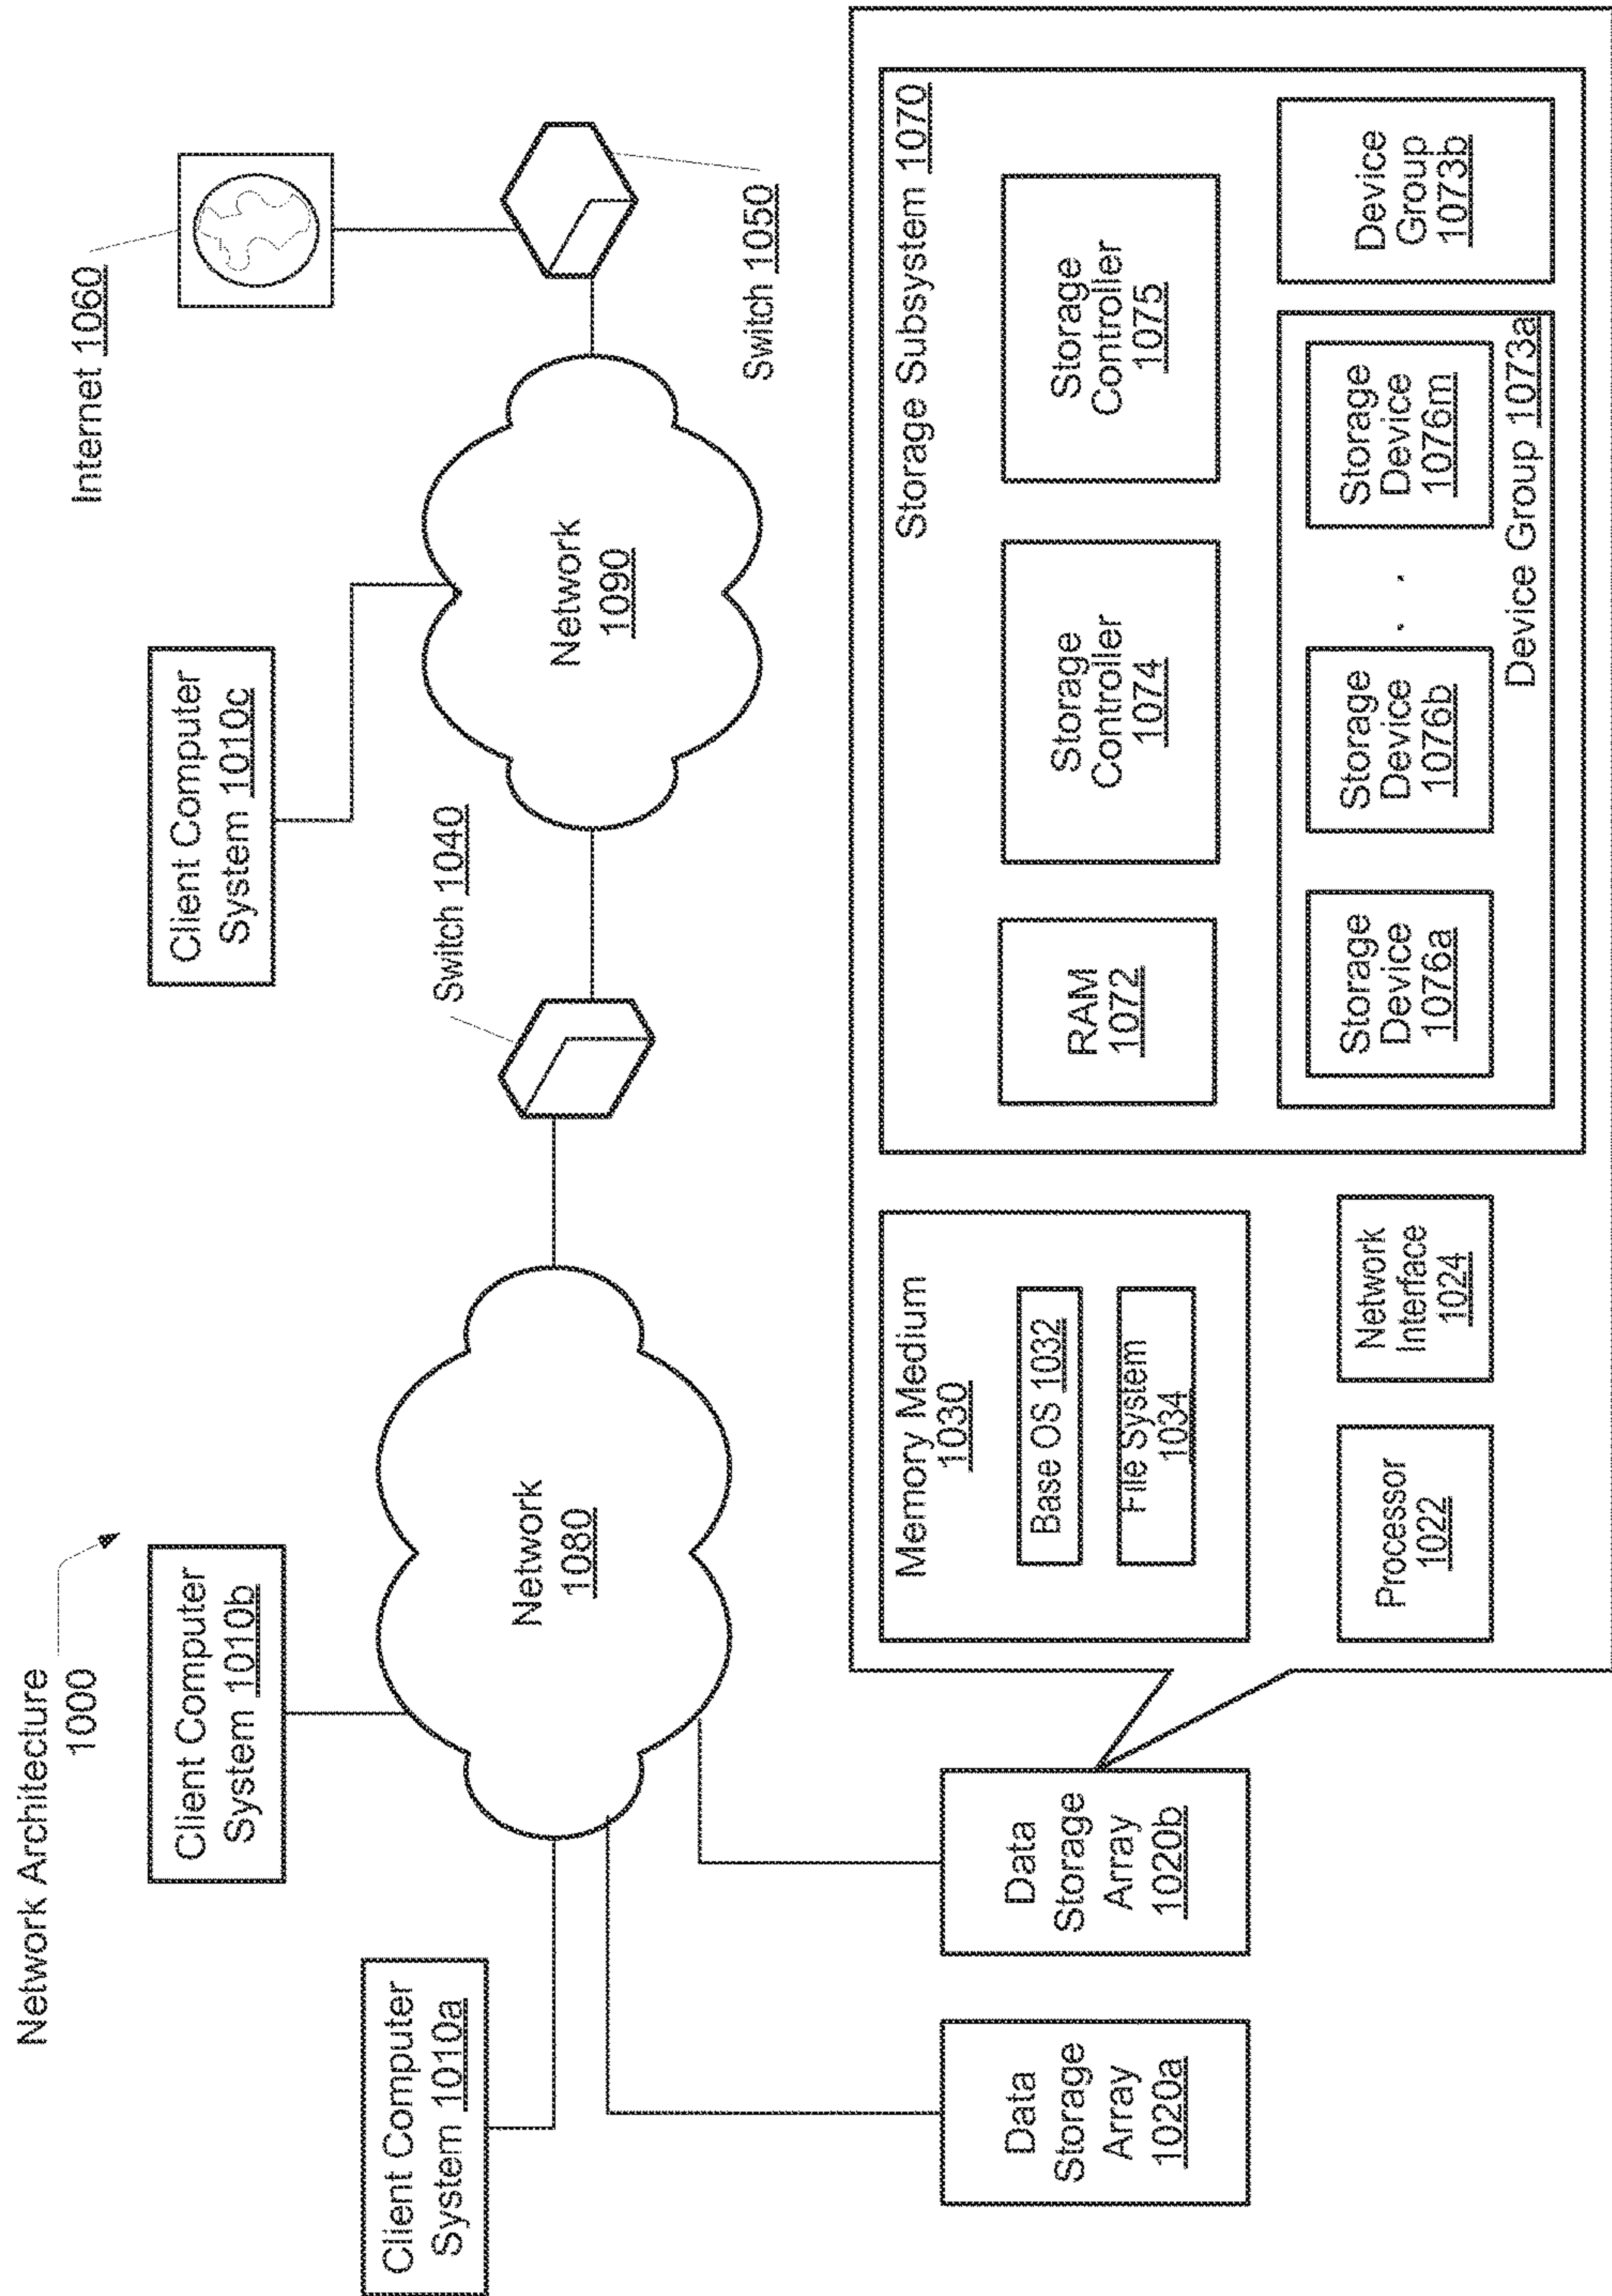 Network Architecture
1000
Client Computer
System 1010a
Client Computer
System 1010b
Client Computer
System 1010c
Internet 1060
Switch 1040
Switch 1050
Network
1080
Network
1090
Data
Storage
Array
1020a
Data
Storage
Array
1020b
Memory Medium
1030
Base OS 1032
File System
1034
Processor
1022
Network
Interface
1024
Storage Subsystem 1070
RAM
1072
Storage
Controller
1074
Storage
Controller
1075
Storage
Device
1076a
Storage
Device
1076b
. .
Storage
Device
1076m
Device Group 1073a
Device
Group
1073b